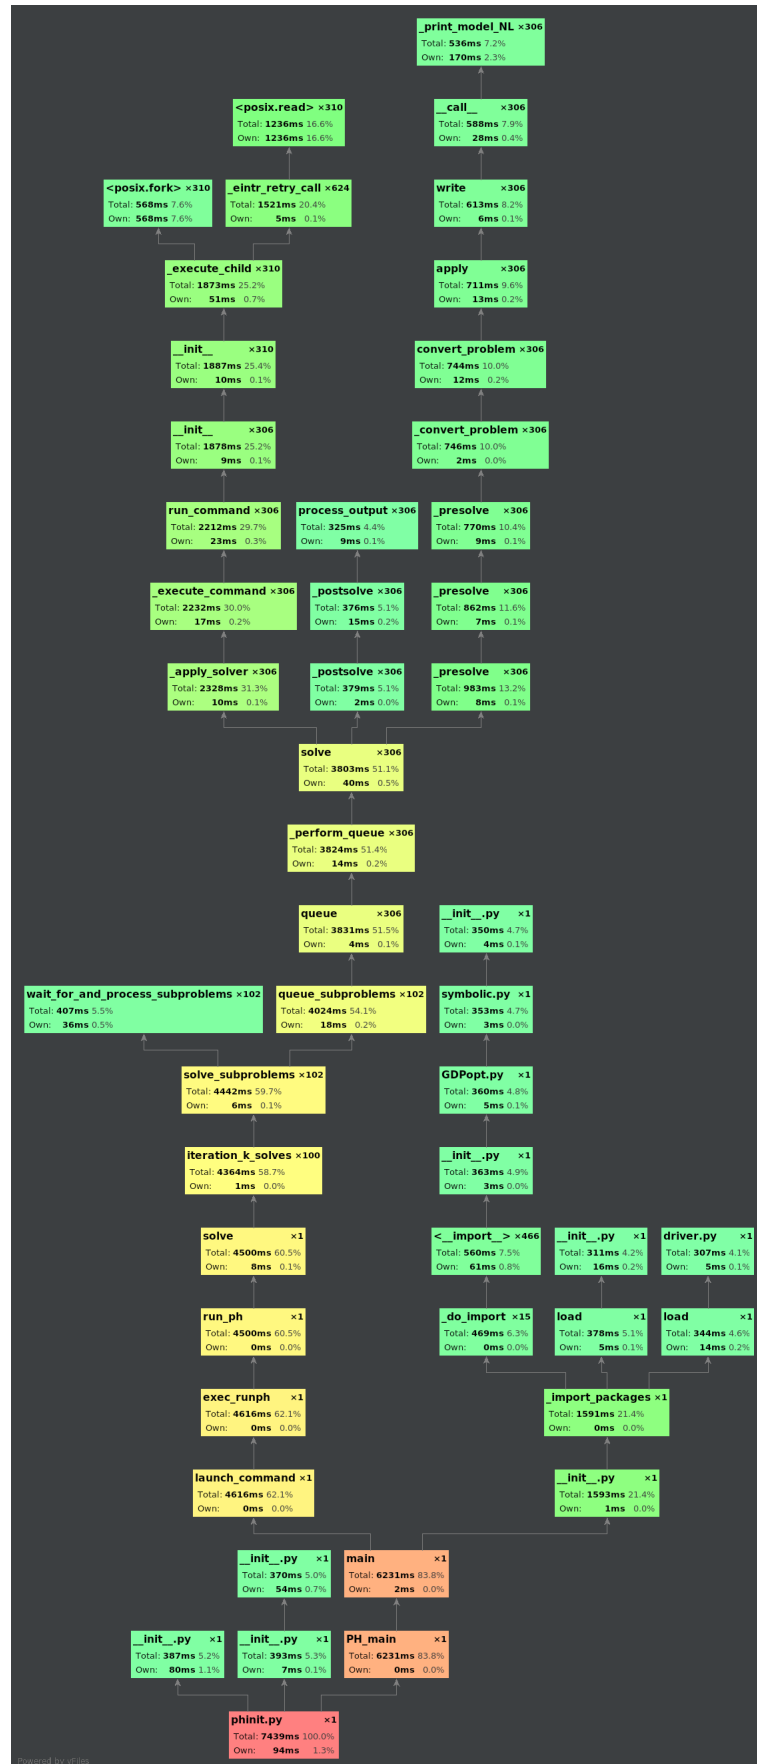 _print_model_NL ×306
Total: 536ms 7.2%
Own: 170ms 2.3%
<posix.read> ×310
Total: 1236ms 16.6%
Own: 1236ms 16.6%
__call__ ×306
Total: 588ms 7.9%
Own: 28ms 0.4%
<posix.fork> ×310
Total: 568ms 7.6%
Own: 568ms 7.6%
_eintr_retry_call ×624
Total: 1521ms 20.4%
Own: 5ms 0.1%
write ×306
Total: 613ms 8.2%
Own: 6ms 0.1%
_execute_child ×310
Total: 1873ms 25.2%
Own: 51ms 0.7%
apply ×306
Total: 711ms 9.6%
Own: 13ms 0.2%
__init__ ×310
Total: 1887ms 25.4%
Own: 10ms 0.1%
convert_problem ×306
Total: 744ms 10.0%
Own: 12ms 0.2%
__init__ ×306
Total: 1878ms 25.2%
Own: 9ms 0.1%
_convert_problem ×306
Total: 746ms 10.0%
Own: 2ms 0.0%
run_command ×306
Total: 2212ms 29.7%
Own: 23ms 0.3%
process_output ×306
Total: 325ms 4.4%
Own: 9ms 0.1%
_presolve ×306
Total: 770ms 10.4%
Own: 9ms 0.1%
_execute_command ×306
Total: 2232ms 30.0%
Own: 17ms 0.2%
_postsolve ×306
Total: 376ms 5.1%
Own: 15ms 0.2%
_presolve ×306
Total: 862ms 11.6%
Own: 7ms 0.1%
_apply_solver ×306
Total: 2328ms 31.3%
Own: 10ms 0.1%
_postsolve ×306
Total: 379ms 5.1%
Own: 2ms 0.0%
_presolve ×306
Total: 983ms 13.2%
Own: 8ms 0.1%
solve ×306
Total: 3803ms 51.1%
Own: 40ms 0.5%
_perform_queue ×306
Total: 3824ms 51.4%
Own: 14ms 0.2%
queue ×306
Total: 3831ms 51.5%
Own: 4ms 0.1%
__init__.py ×1
Total: 350ms 4.7%
Own: 4ms 0.1%
wait_for_and_process_subproblems ×102
Total: 407ms 5.5%
Own: 36ms 0.5%
queue_subproblems ×102
Total: 4024ms 54.1%
Own: 18ms 0.2%
symbolic.py ×1
Total: 353ms 4.7%
Own: 3ms 0.0%
solve_subproblems ×102
Total: 4442ms 59.7%
Own: 6ms 0.1%
GDPopt.py ×1
Total: 360ms 4.8%
Own: 5ms 0.1%
iteration_k_solves ×100
Total: 4364ms 58.7%
Own: 1ms 0.0%
__init__.py ×1
Total: 363ms 4.9%
Own: 3ms 0.0%
solve ×1
Total: 4500ms 60.5%
Own: 8ms 0.1%
<__import__> ×466
Total: 560ms 7.5%
Own: 61ms 0.8%
__init__.py ×1
Total: 311ms 4.2%
Own: 16ms 0.2%
driver.py ×1
Total: 307ms 4.1%
Own: 5ms 0.1%
run_ph ×1
Total: 4500ms 60.5%
Own: 0ms 0.0%
_do_import ×15
Total: 469ms 6.3%
Own: 0ms 0.0%
load ×1
Total: 378ms 5.1%
Own: 5ms 0.1%
load ×1
Total: 344ms 4.6%
Own: 14ms 0.2%
exec_runph ×1
Total: 4616ms 62.1%
Own: 0ms 0.0%
_import_packages ×1
Total: 1591ms 21.4%
Own: 0ms 0.0%
launch_command ×1
Total: 4616ms 62.1%
Own: 0ms 0.0%
__init__.py ×1
Total: 1593ms 21.4%
Own: 1ms 0.0%
__init__.py ×1
Total: 370ms 5.0%
Own: 54ms 0.7%
main ×1
Total: 6231ms 83.8%
Own: 2ms 0.0%
__init__.py ×1
Total: 387ms 5.2%
Own: 80ms 1.1%
__init__.py ×1
Total: 393ms 5.3%
Own: 7ms 0.1%
PH_main ×1
Total: 6231ms 83.8%
Own: 0ms 0.0%
phinit.py ×1
Total: 7439ms 100.0%
Own: 94ms 1.3%
Powered by yFiles